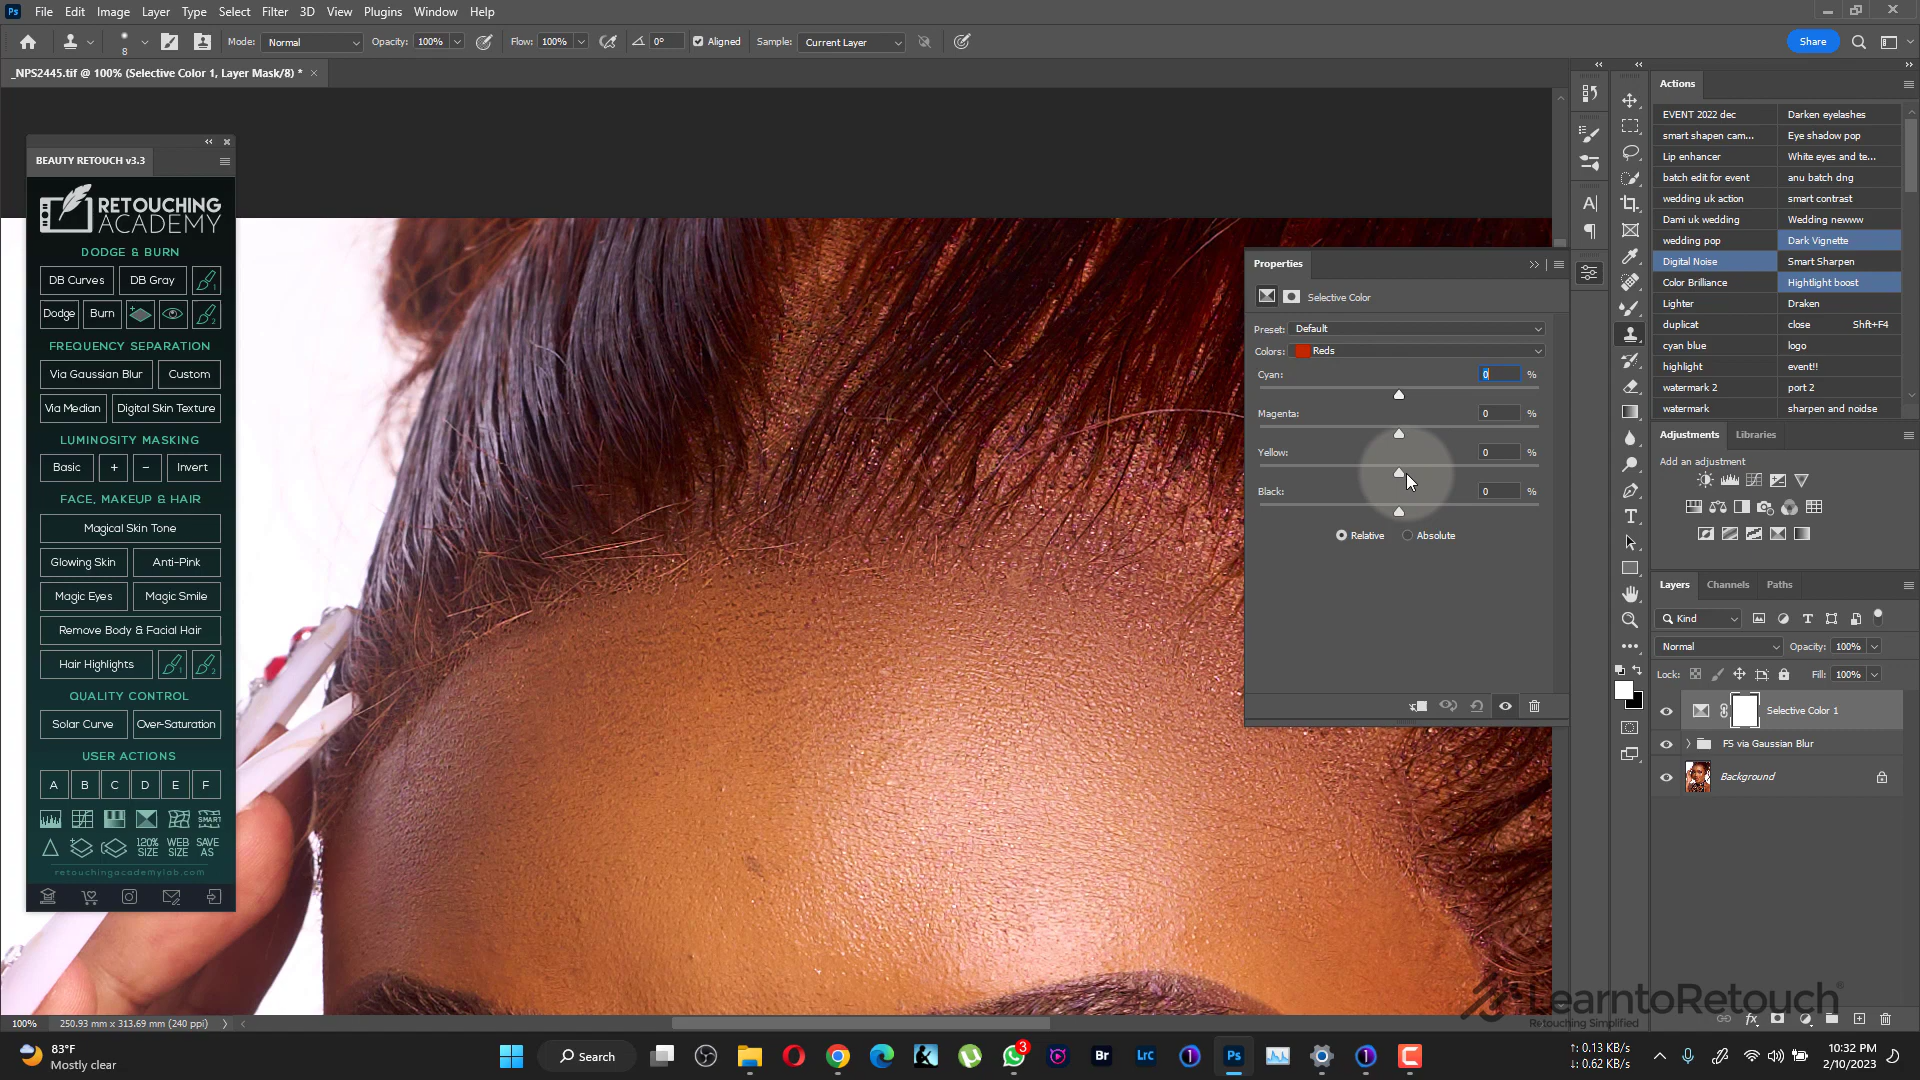 Ps File Edit Image Layer Type Select Filter 3D View Plugins Window Help
8 Mode: Normal Opacity: 100% Flow: 100% 0° Aligned Sample: Current Layer Share
_NPS2445.tif @ 100% (Selective Color 1, Layer Mask/8) *
BEAUTY RETOUCH v3.3
RETOUCHING
ACADEMY
DODGE & BURN
DB Curves DB Gray 1
Dodge Burn 2
FREQUENCY SEPARATION
Via Gaussian Blur Custom
Via Median Digital Skin Texture
LUMINOSITY MASKING
Basic + − Invert
FACE, MAKEUP & HAIR
Magical Skin Tone
Glowing Skin Anti-Pink
Magic Eyes Magic Smile
Remove Body & Facial Hair
Hair Highlights 1 2
QUALITY CONTROL
Solar Curve Over-Saturation
USER ACTIONS
A B C D E F
SMART
120% SIZE WEB SIZE SAVE AS
retouchingacademylab.com
Properties
Selective Color
Preset: Default
Colors: Reds
Cyan: 0 %
Magenta: 0 %
Yellow: 0 %
Black: 0 %
Relative Absolute
Actions
EVENT 2022 dec Darken eyelashes
smart shapen cam... Eye shadow pop
Lip enhancer White eyes and te...
batch edit for event anu batch dng
wedding uk action smart contrast
Dami uk wedding Wedding newww
wedding pop Dark Vignette
Digital Noise Smart Sharpen
Color Brilliance Hightlight boost
Lighter Draken
duplicat close Shft+F4
cyan blue logo
highlight event!!
watermark 2 port 2
watermark sharpen and noidse
Adjustments Libraries
Add an adjustment
Layers Channels Paths
Kind
Normal Opacity: 100%
Lock: Fill: 100%
Selective Color 1
FS via Gaussian Blur
Background
LearntoRetouch
Retouching Simplified
100% 250.93 mm x 313.69 mm (240 ppi)
83°F
Mostly clear
Search
3
Br Lrc Ps
↑: 0.13 KB/s
↓: 0.62 KB/s
10:32 PM
2/10/2023